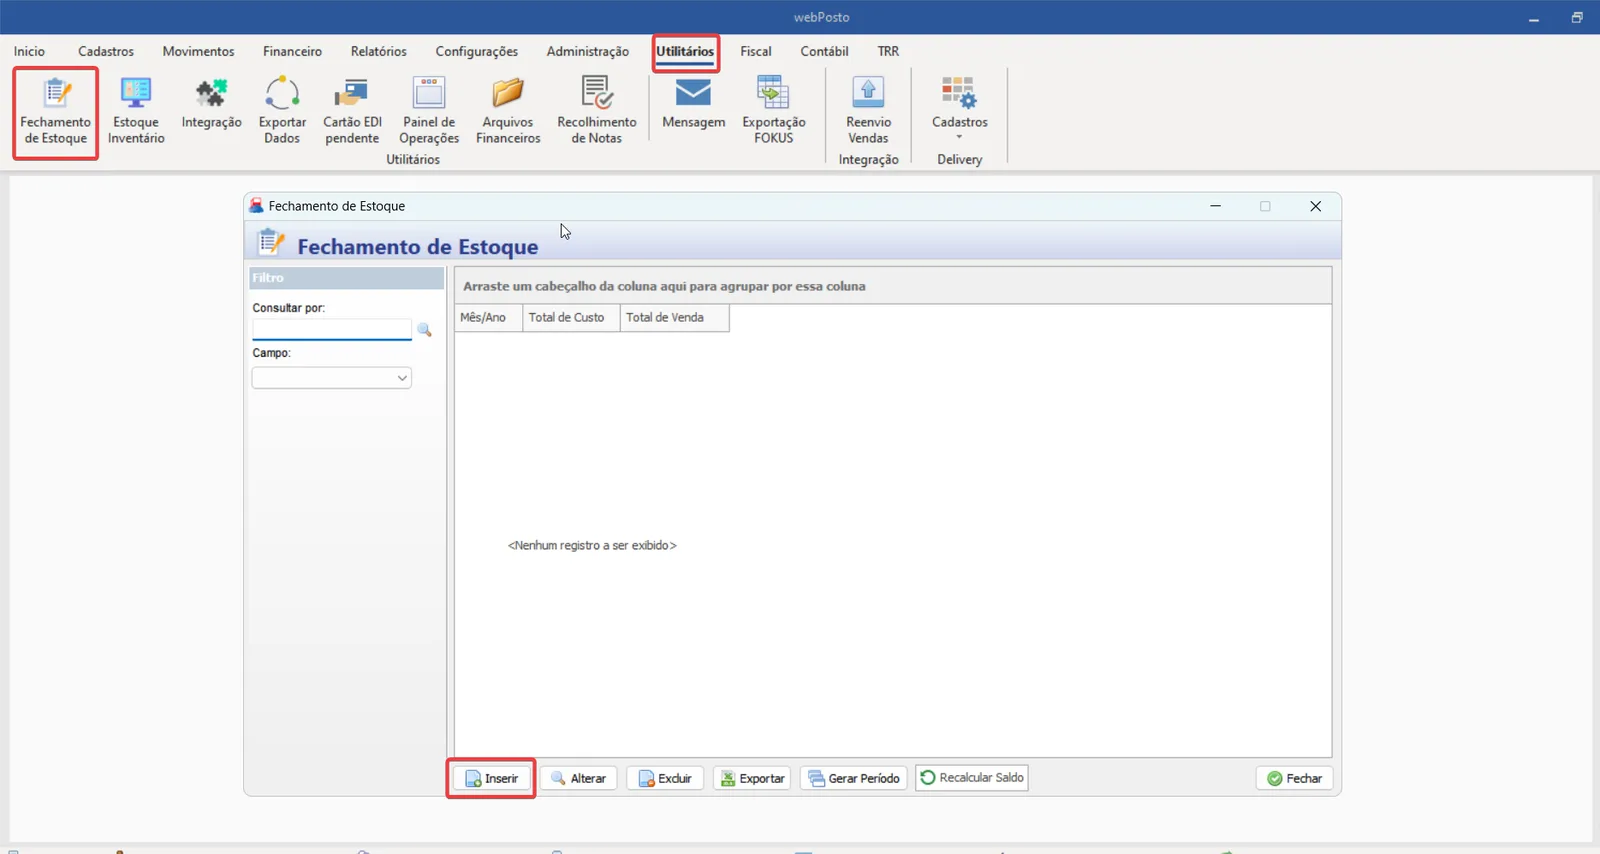 webPosto
Inicio Cadastros Movimentos Financeiro Relatórios Configurações Administração Utilitários Fiscal Contábil TRR
Fechamento de Estoque
Estoque Inventário
Integração
Exportar Dados
Cartão EDI pendente
Painel de Operações
Arquivos Financeiros
Recolhimento de Notas
Mensagem
Exportação FOKUS
Reenvio Vendas
Cadastros
Utilitários Integração Delivery
Fechamento de Estoque
Fechamento de Estoque
Filtro
Consultar por:
Campo:
Arraste um cabeçalho da coluna aqui para agrupar por essa coluna
Mês/Ano Total de Custo Total de Venda
<Nenhum registro a ser exibido>
Inserir Alterar Excluir Exportar Gerar Período Recalcular Saldo Fechar